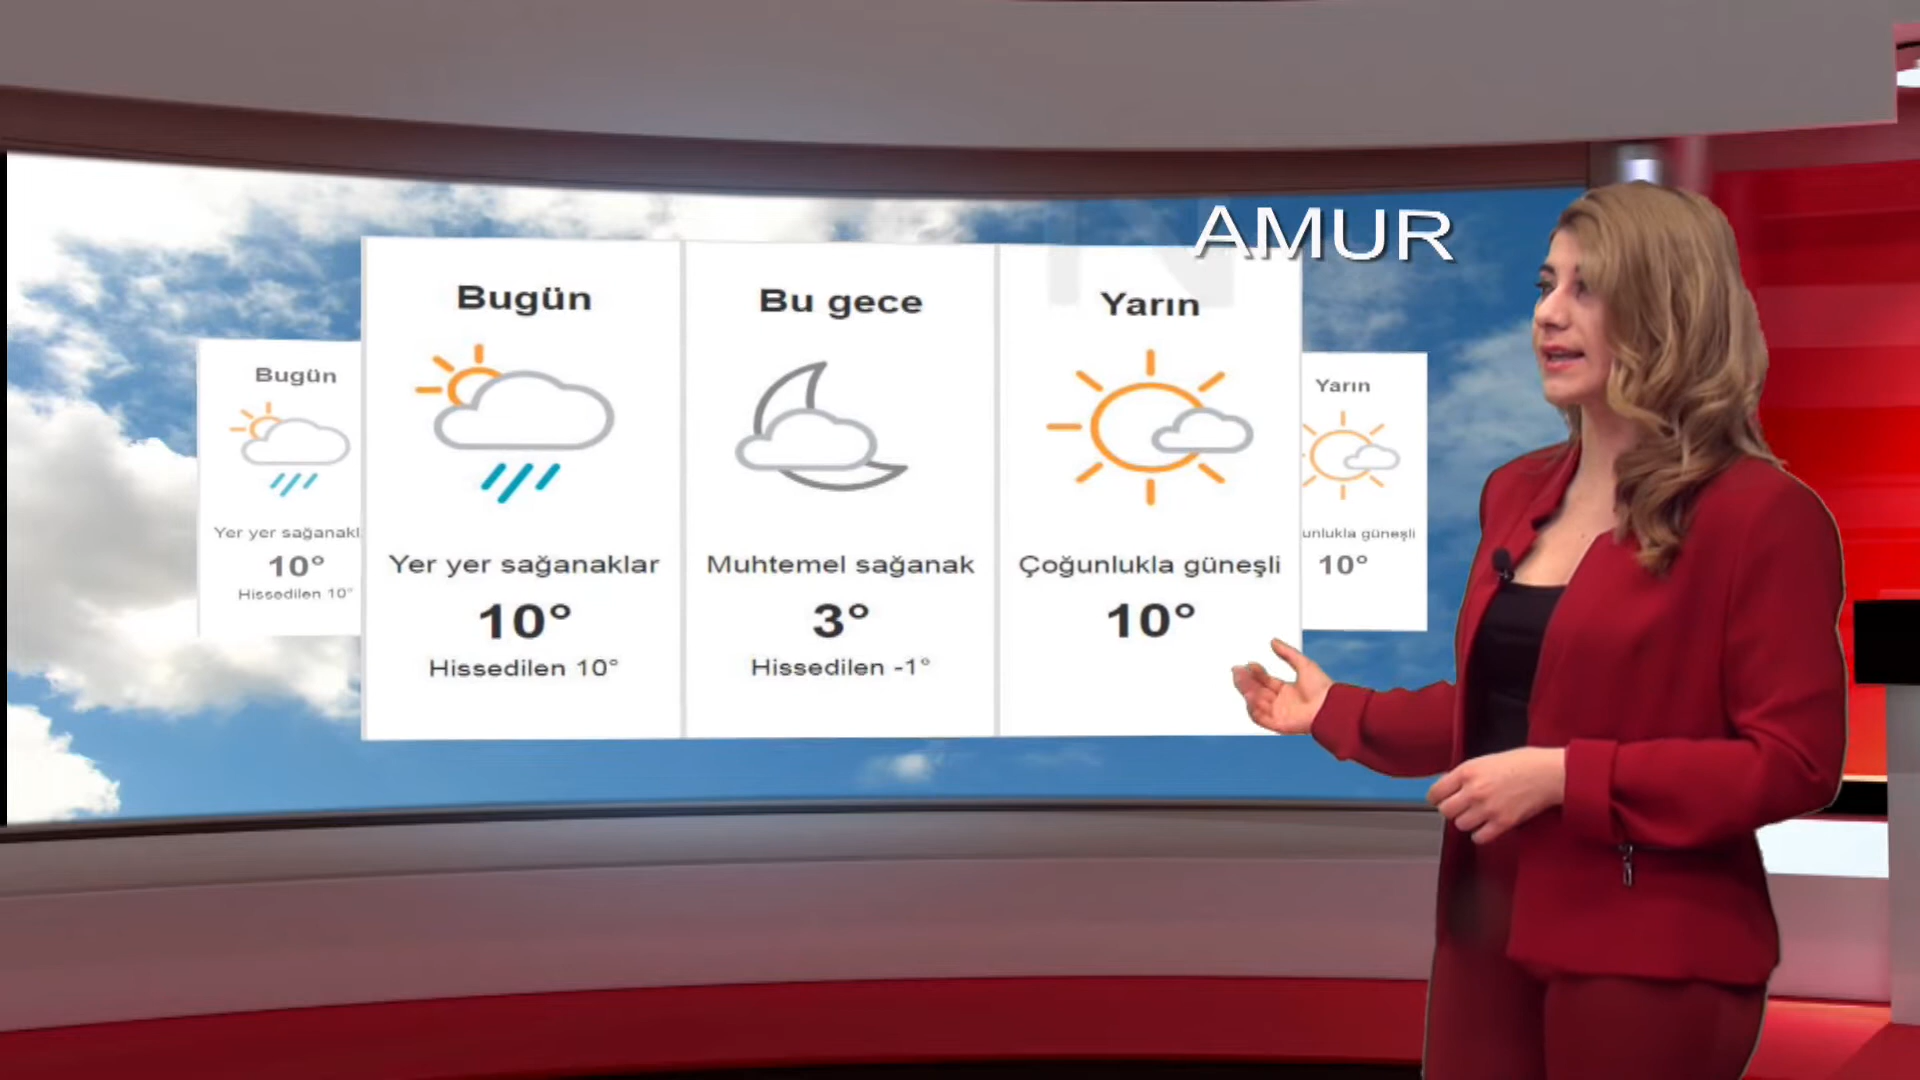 AMUR
Bugün
Yer yer sağanaklar
10°
Hissedilen 10°
Bu gece
Muhtemel sağanak
3°
Hissedilen -1°
Yarın
Çoğunlukla güneşli
10°
Bugün
Yer yer sağanakl
10°
Hissedilen 10°
Yarın
unlukla güneşli
10°